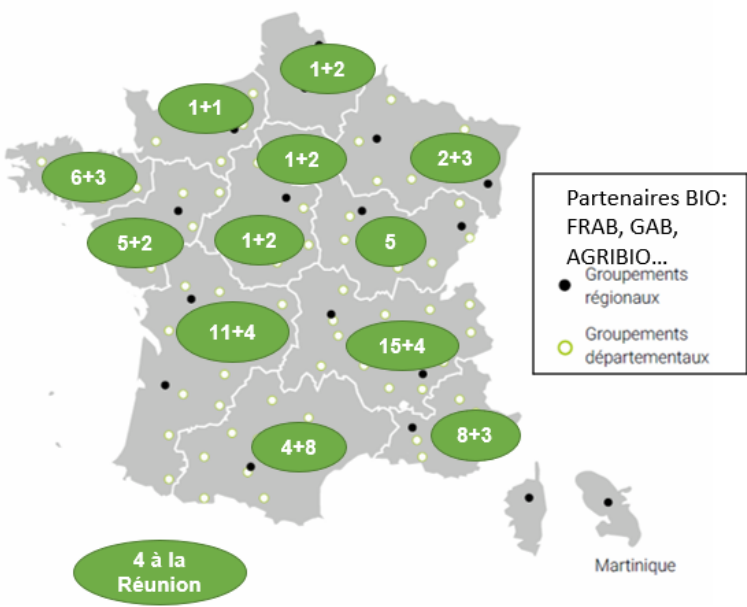 1+2
1+1
1+2
2+3
6+3
5+2
1+2
5
11+4
15+4
4+8
8+3
4 à la
Réunion
Partenaires BIO:
FRAB, GAB,
AGRIBIO...
Groupements
régionaux
Groupements
départementaux
Martinique